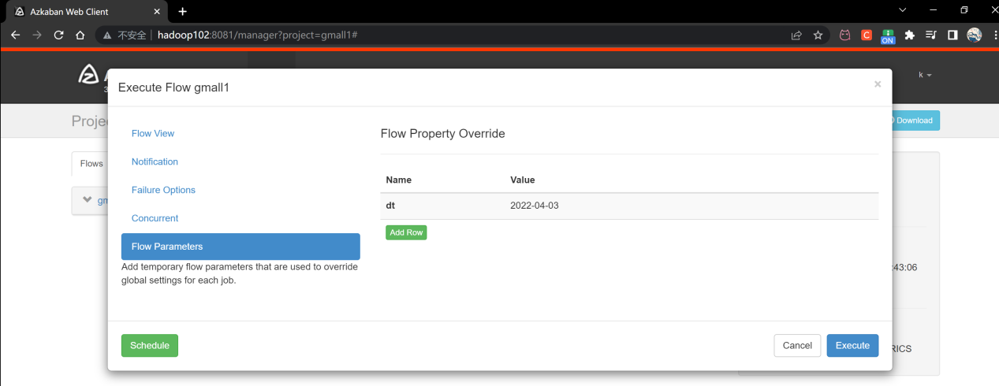 Azkaban Web Client
不安全 | hadoop102:8081/manager?project=gmall1#
ON
k
Execute Flow gmall1
×
Download
Flows
Flow View
Notification
Failure Options
Concurrent
Flow Parameters
Add temporary flow parameters that are used to override
global settings for each job.
Flow Property Override
Name Value
dt 2022-04-03
Add Row
:43:06
RICS
Schedule
Cancel Execute